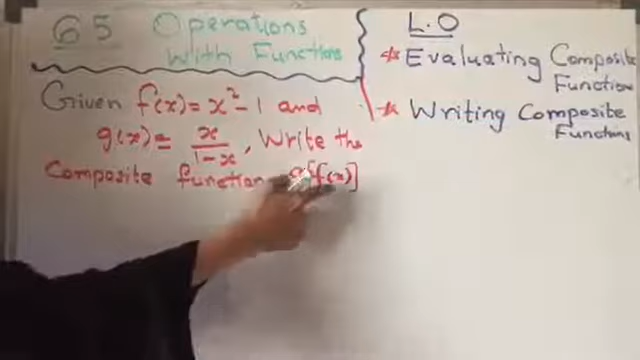 6 5 Operations
with Functions
L.O
* Evaluating Composite
Function
* Writing Composite
Functions
Given f(x) = x² - 1 and
g(x) = x/(1-x), Write the
Composite function g[f(x)]